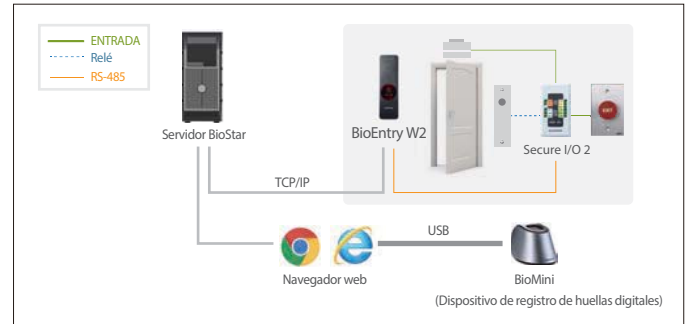 ENTRADA
Relé
RS-485
Servidor BioStar
BioEntry W2
EXIT
Secure I/O 2
TCP/IP
USB
Navegador web
BioMini
(Dispositivo de registro de huellas digitales)